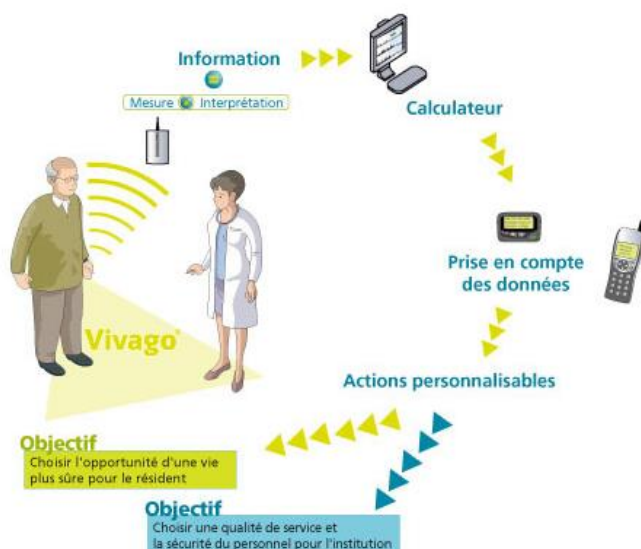 Information
Mesure Interprétation
Calculateur
Prise en compte
des données
Vivago
Actions personnalisables
Objectif
Choisir l'opportunité d'une vie
plus sûre pour le résident
Objectif
Choisir une qualité de service et
la sécurité du personnel pour l'institution